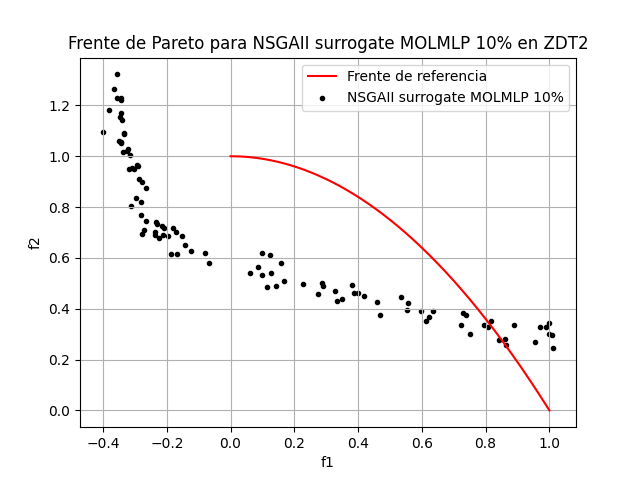 Frente de Pareto para NSGAII surrogate MOLMLP 10% en ZDT2
Frente de referencia
NSGAII surrogate MOLMLP 10%
f2
1.2
1.0
0.8
0.6
0.4
0.2
0.0
−0.4 −0.2 0.0 0.2 0.4 0.6 0.8 1.0
f1